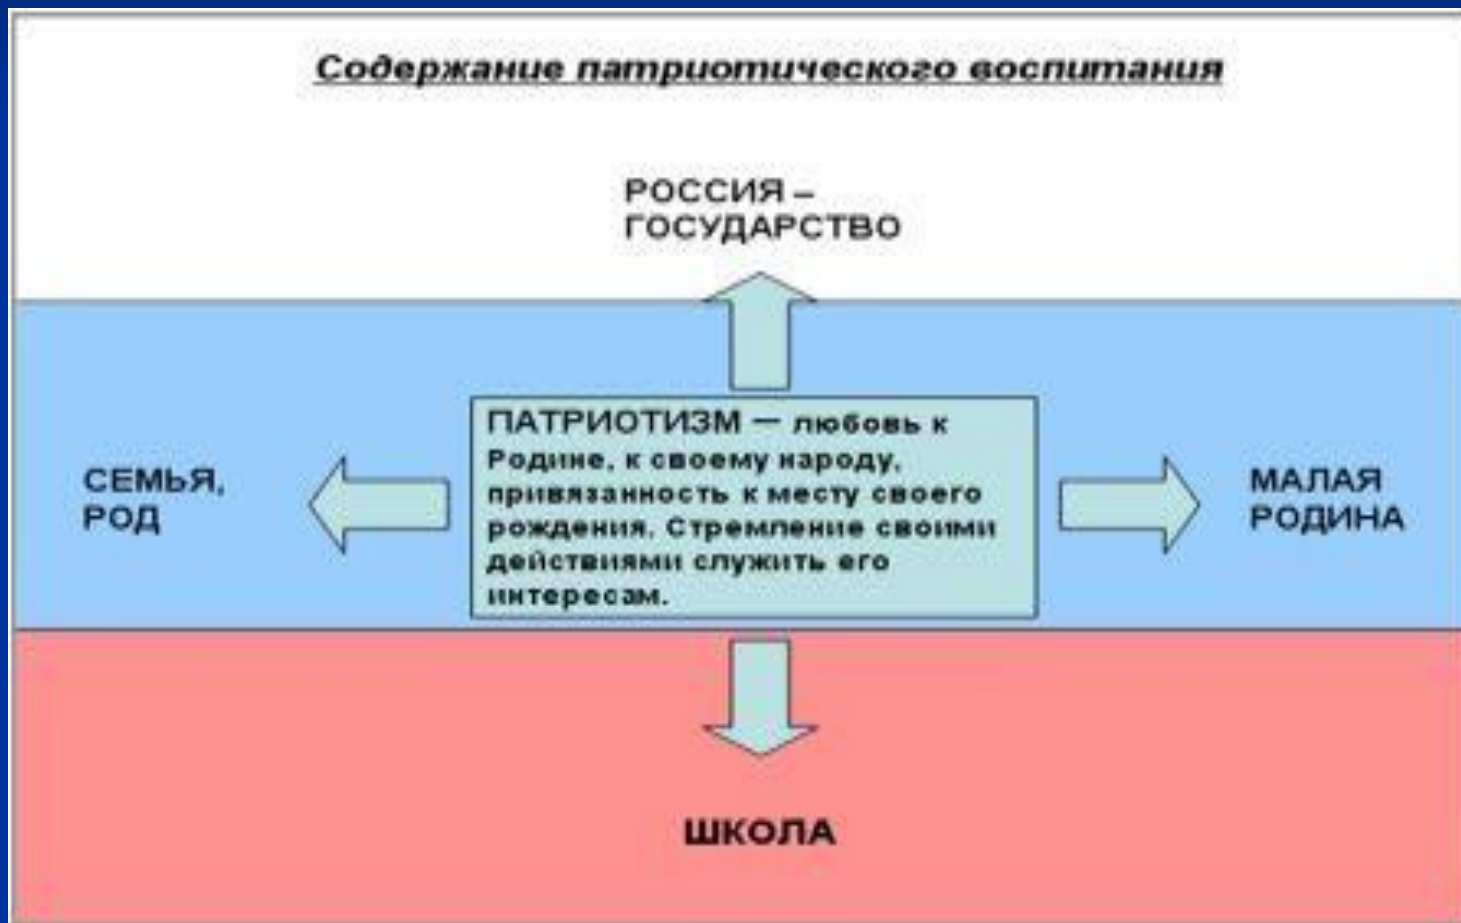 Содержание патриотического воспитания
РОССИЯ –
ГОСУДАРСТВО
СЕМЬЯ,
РОД
ПАТРИОТИЗМ — любовь к
Родине, к своему народу,
привязанность к месту своего
рождения. Стремление своими
действиями служить его
интересам.
МАЛАЯ
РОДИНА
ШКОЛА